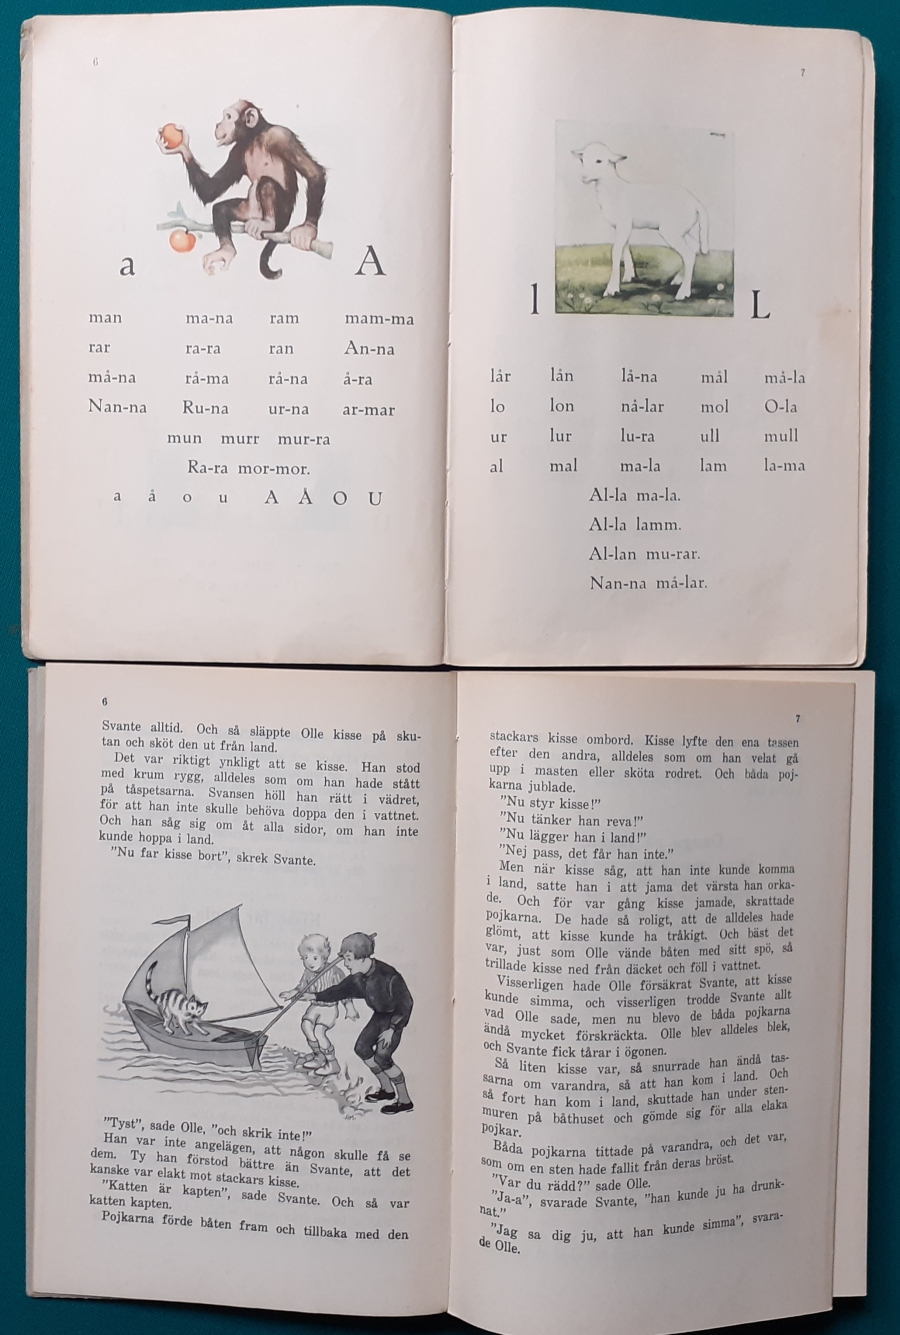 6
a A
man ma-na ram mam-ma
rar ra-ra ran An-na
må-na rå-ma rå-na å-ra
Nan-na Ru-na ur-na ar-mar
mun murr mur-ra
Ra-ra mor-mor.
a å o u A Å O U
7
l L
lår lån lå-na mål må-la
lo lon nå-lar mol O-la
ur lur lu-ra ull mull
al mal ma-la lam la-ma
Al-la ma-la.
Al-la lamm.
Al-lan mu-rar.
Nan-na må-lar.
6
Svante alltid. Och så släppte Olle kisse på sku-
tan och sköt den ut från land.
Det var riktigt ynkligt att se kisse. Han stod
med krum rygg, alldeles som om han hade stått
på tåspetsarna. Svansen höll han rätt i vädret,
för att han inte skulle behöva doppa den i vattnet.
Och han såg sig om åt alla sidor, om han inte
kunde hoppa i land.
"Nu far kisse bort", skrek Svante.
"Tyst", sade Olle, "och skrik inte!"
Han var inte angelägen, att någon skulle få se
dem. Ty han förstod bättre än Svante, att det
kanske var elakt mot stackars kisse.
"Katten är kapten", sade Svante. Och så var
katten kapten.
Pojkarna förde båten fram och tillbaka med den
7
stackars kisse ombord. Kisse lyfte den ena tassen
efter den andra, alldeles som om han velat gå
upp i masten eller sköta rodret. Och båda poj-
karna jublade.
"Nu styr kisse!"
"Nu tänker han reva!"
"Nu lägger han i land!"
"Nej pass, det får han inte."
Men när kisse såg, att han inte kunde komma
i land, satte han i att jama det värsta han orka-
de. Och för var gång kisse jamade, skrattade
pojkarna. De hade så roligt, att de alldeles hade
glömt, att kisse kunde ha tråkigt. Och bäst det
var, just som Olle vände båten med sitt spö, så
trillade kisse ned från däcket och föll i vattnet.
Visserligen hade Olle försäkrat Svante, att kisse
kunde simma, och visserligen trodde Svante allt
vad Olle sade, men nu blevo de båda pojkarna
ändå mycket förskräckta. Olle blev alldeles blek,
och Svante fick tårar i ögonen.
Så liten kisse var, så snurrade han ändå tas-
sarna om varandra, så att han kom i land. Och
så fort han kom i land, skuttade han under sten-
muren på båthuset och gömde sig för alla elaka
pojkar.
Båda pojkarna tittade på varandra, och det var,
som om en sten hade fallit från deras bröst.
"Var du rädd?" sade Olle.
"Ja-a", svarade Svante, "han kunde ju ha drunk-
nat."
"Jag sa dig ju, att han kunde simma", svara-
de Olle.